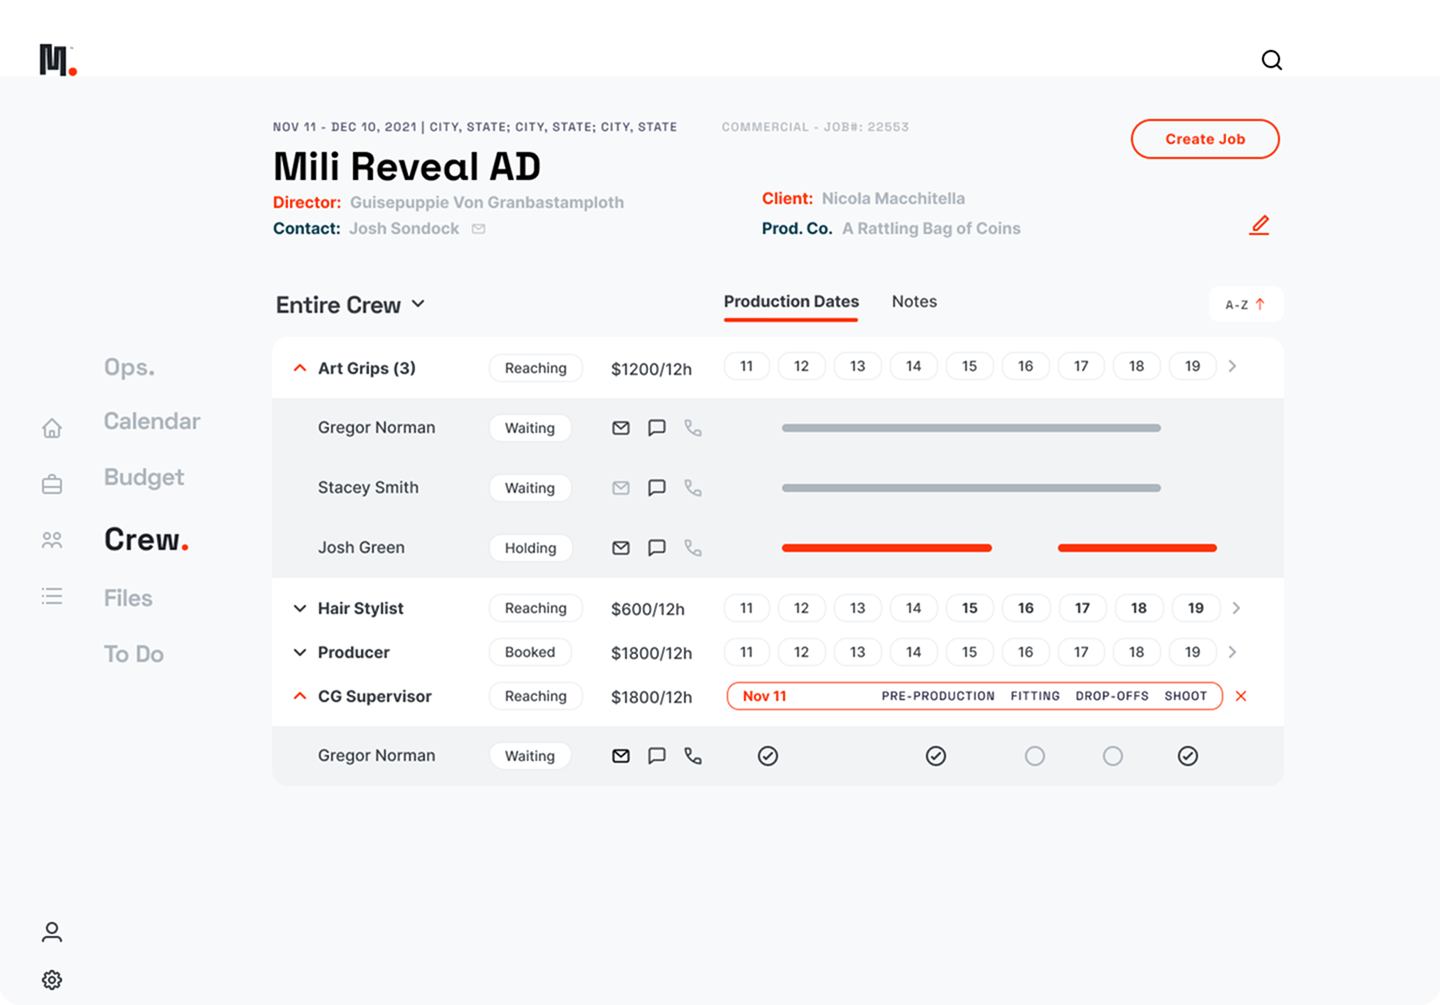 M.
NOV 11 - DEC 10, 2021 | CITY, STATE; CITY, STATE; CITY, STATE
COMMERCIAL - JOB#: 22553
Create Job
Mili Reveal AD
Director: Guisepuppie Von Granbastamploth
Client: Nicola Macchitella
Contact: Josh Sondock
Prod. Co. A Rattling Bag of Coins
Entire Crew
Production Dates
Notes
A-Z
Ops.
Calendar
Budget
Crew.
Files
To Do
Art Grips (3) Reaching $1200/12h 11 12 13 14 15 16 17 18 19
Gregor Norman Waiting
Stacey Smith Waiting
Josh Green Holding
Hair Stylist Reaching $600/12h 11 12 13 14 15 16 17 18 19
Producer Booked $1800/12h 11 12 13 14 15 16 17 18 19
CG Supervisor Reaching $1800/12h Nov 11 PRE-PRODUCTION FITTING DROP-OFFS SHOOT
Gregor Norman Waiting